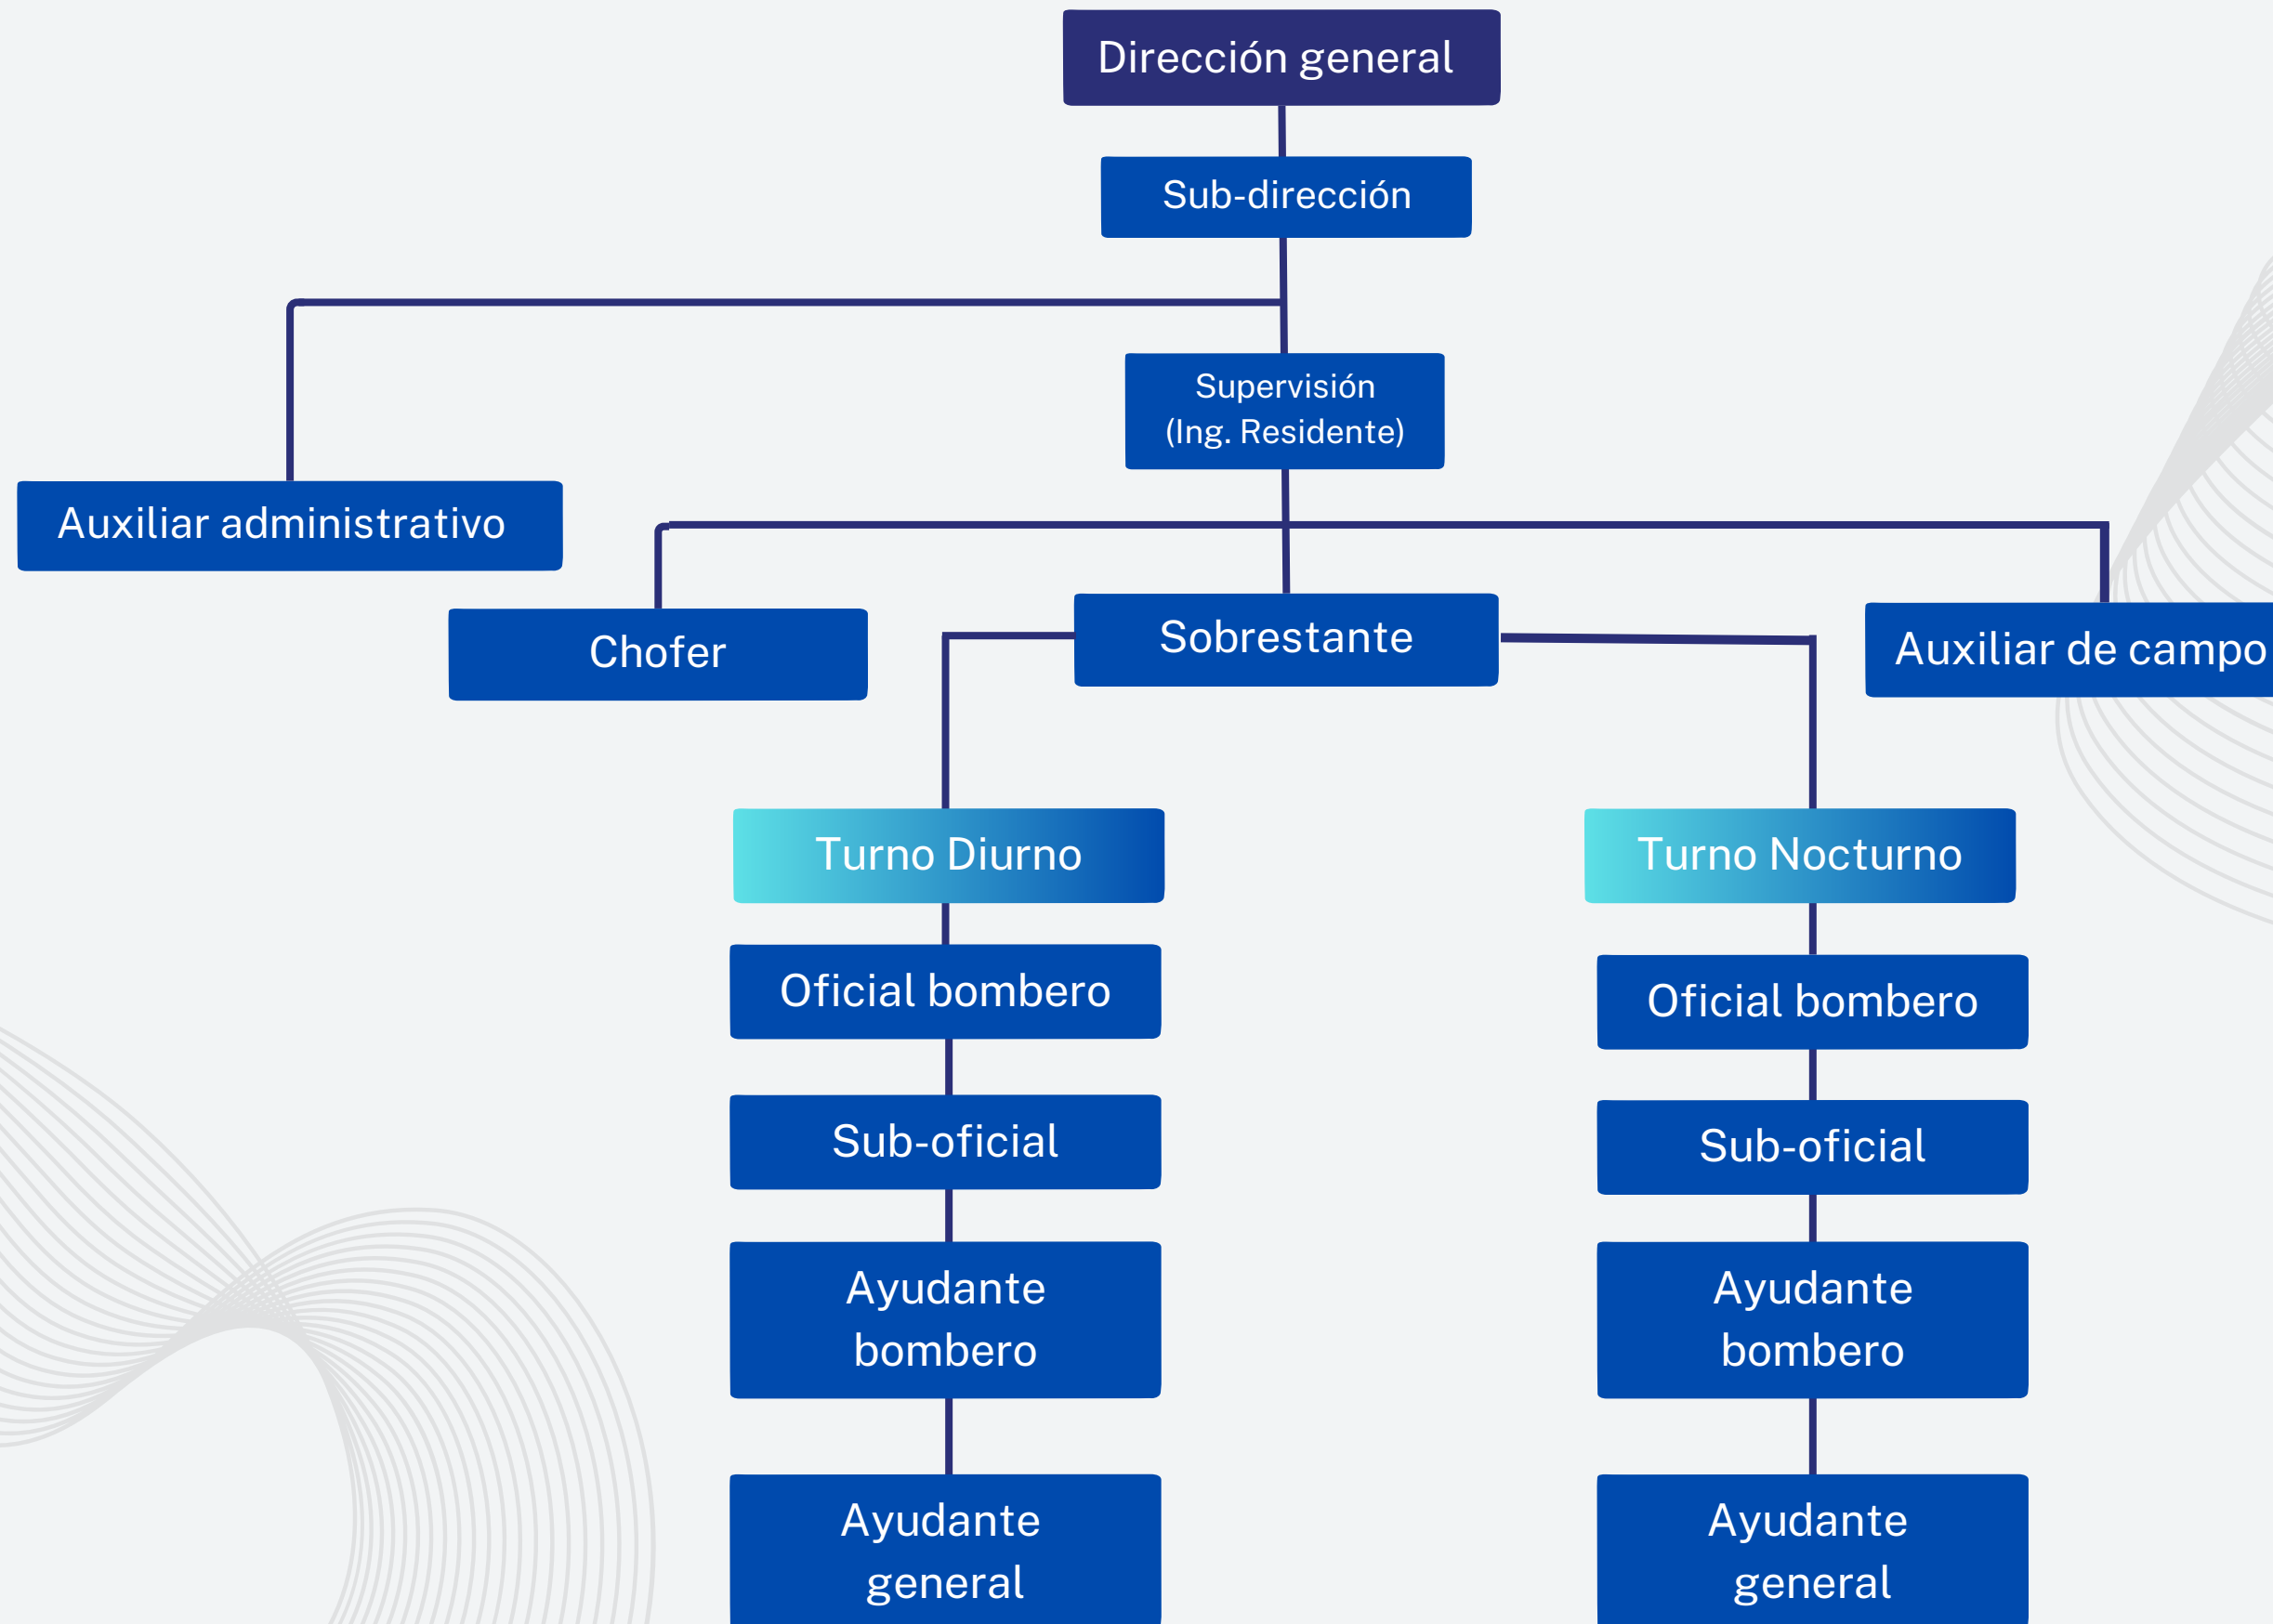 Dirección general
Sub-dirección
Supervisión
(Ing. Residente)
Auxiliar administrativo
Chofer
Sobrestante
Auxiliar de campo
Turno Diurno
Turno Nocturno
Oficial bombero
Oficial bombero
Sub-oficial
Sub-oficial
Ayudante
bombero
Ayudante
bombero
Ayudante
general
Ayudante
general